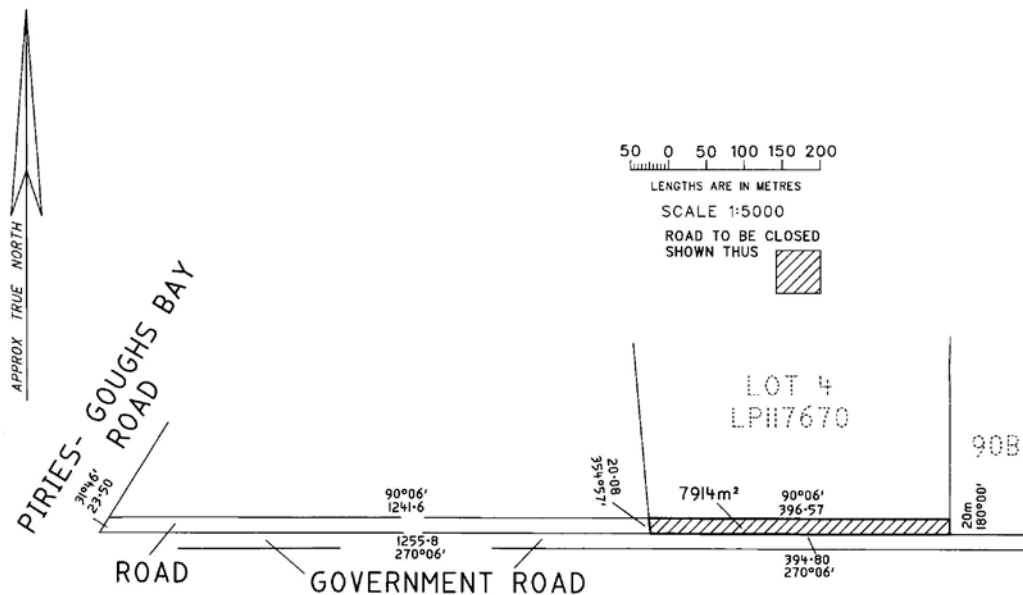 APPROX TRUE NORTH
50 0 50 100 150 200
LENGTHS ARE IN METRES
SCALE 1:5000
ROAD TO BE CLOSED
SHOWN THUS
PIRIES- GOUGHS BAY
ROAD
31°46'
23·50
LOT 4
LP117670
90B
20·08
354°57'
7914m²
90°06'
396·57
20m
180°00'
90°06'
1241·6
1255·8
270°06'
394·80
270°06'
ROAD
GOVERNMENT ROAD